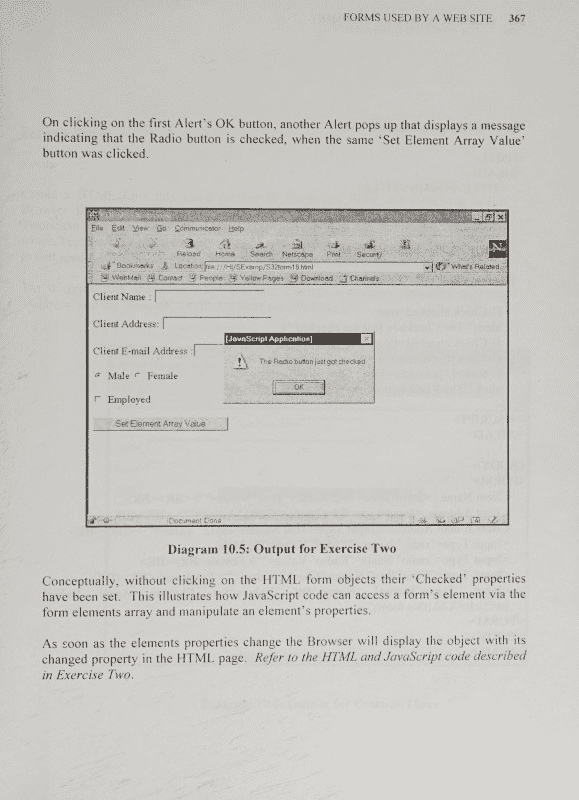 FORMS USED BY A WEB SITE 367
On clicking on the first Alert's OK button, another Alert pops up that displays a message
indicating that the Radio button is checked, when the same 'Set Element Array Value'
button was clicked.
File Edit View Go Communicator Help
Reload Home Search Netscape Print Security
Bookmarks Location: What's Related
WebMail Contact People Yellow Pages Download Channels
Client Name :
Client Address:
[JavaScript Application]
Client E-mail Address :
The Radio button just got checked
Male Female
OK
Employed
Set Element Array Value
Document Done
Diagram 10.5: Output for Exercise Two
Conceptually, without clicking on the HTML form objects their 'Checked' properties
have been set. This illustrates how JavaScript code can access a form's element via the
form elements array and manipulate an element's properties.
As soon as the elements properties change the Browser will display the object with its
changed property in the HTML page. Refer to the HTML and JavaScript code described
in Exercise Two.